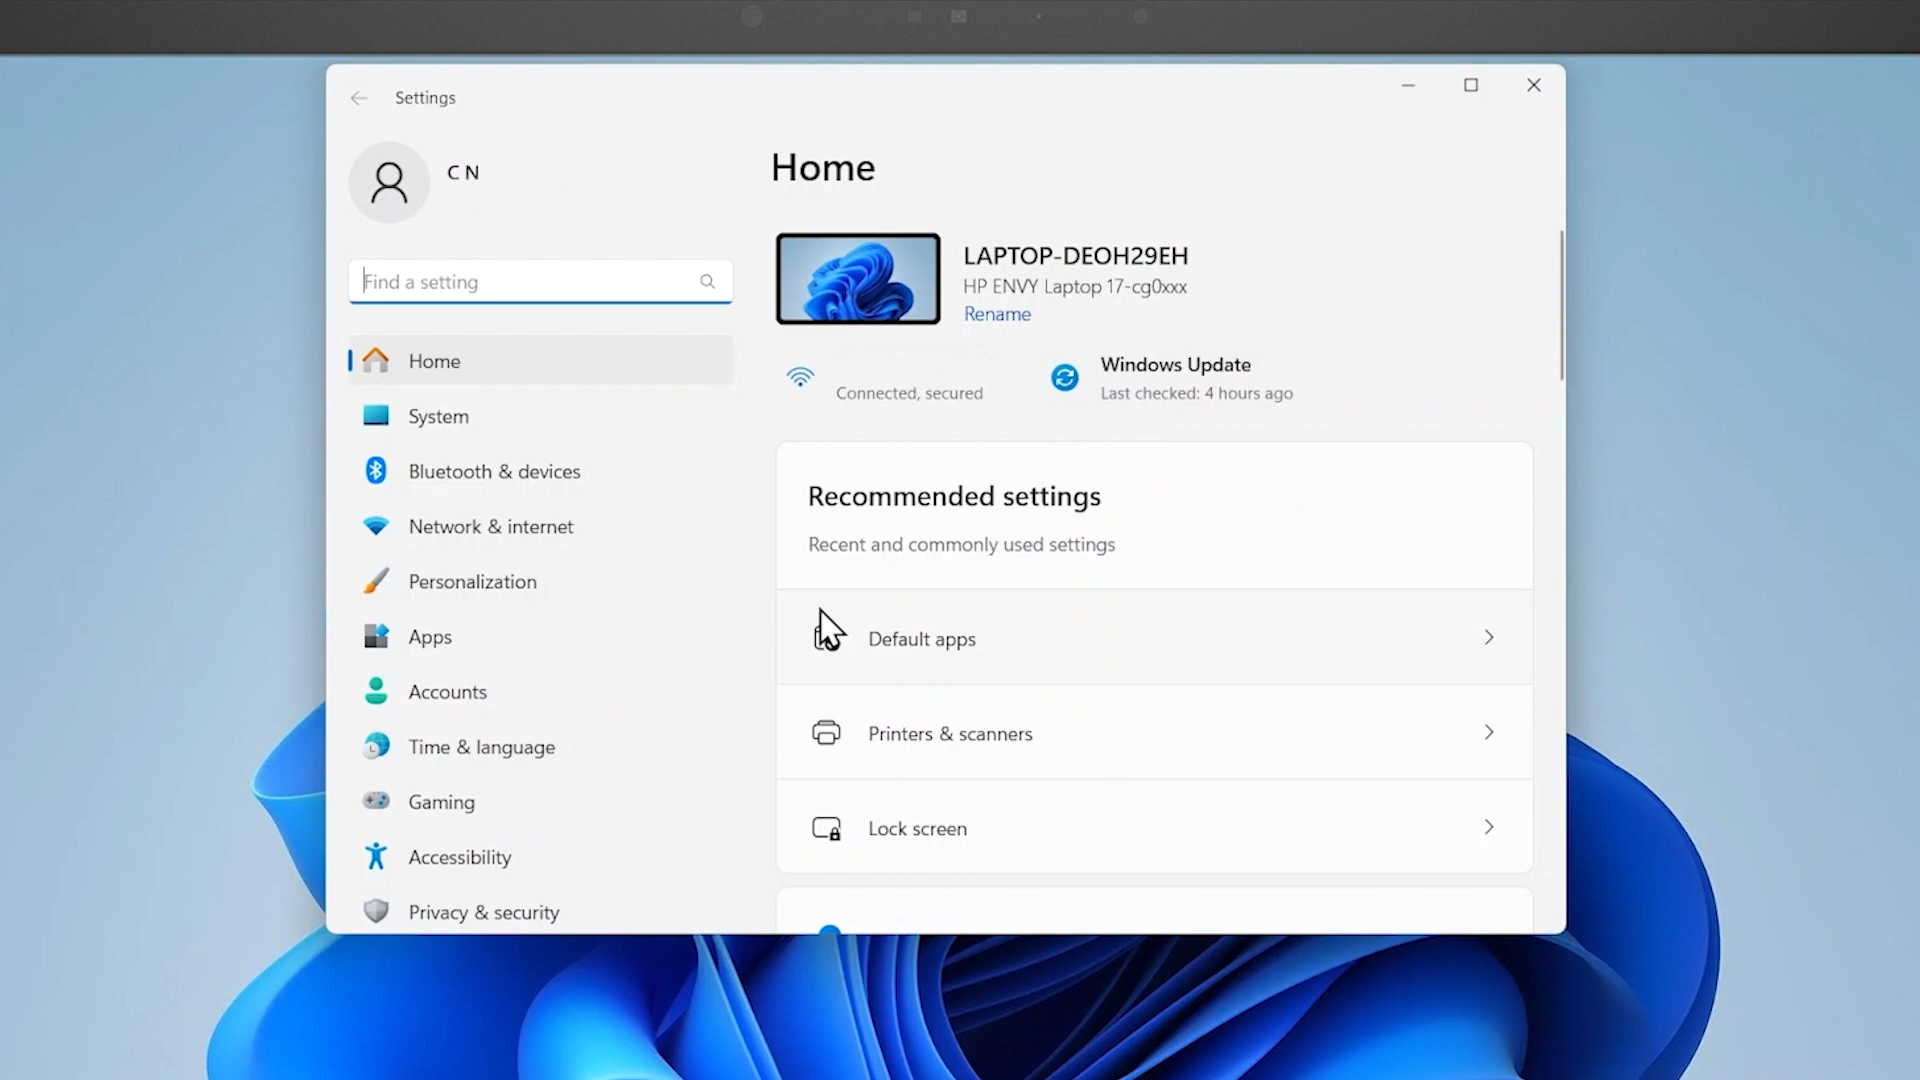 Settings
C N
Find a setting
Home
System
Bluetooth & devices
Network & internet
Personalization
Apps
Accounts
Time & language
Gaming
Accessibility
Privacy & security
Home
LAPTOP-DEOH29EH
HP ENVY Laptop 17-cg0xxx
Rename
Connected, secured
Windows Update
Last checked: 4 hours ago
Recommended settings
Recent and commonly used settings
Default apps
Printers & scanners
Lock screen